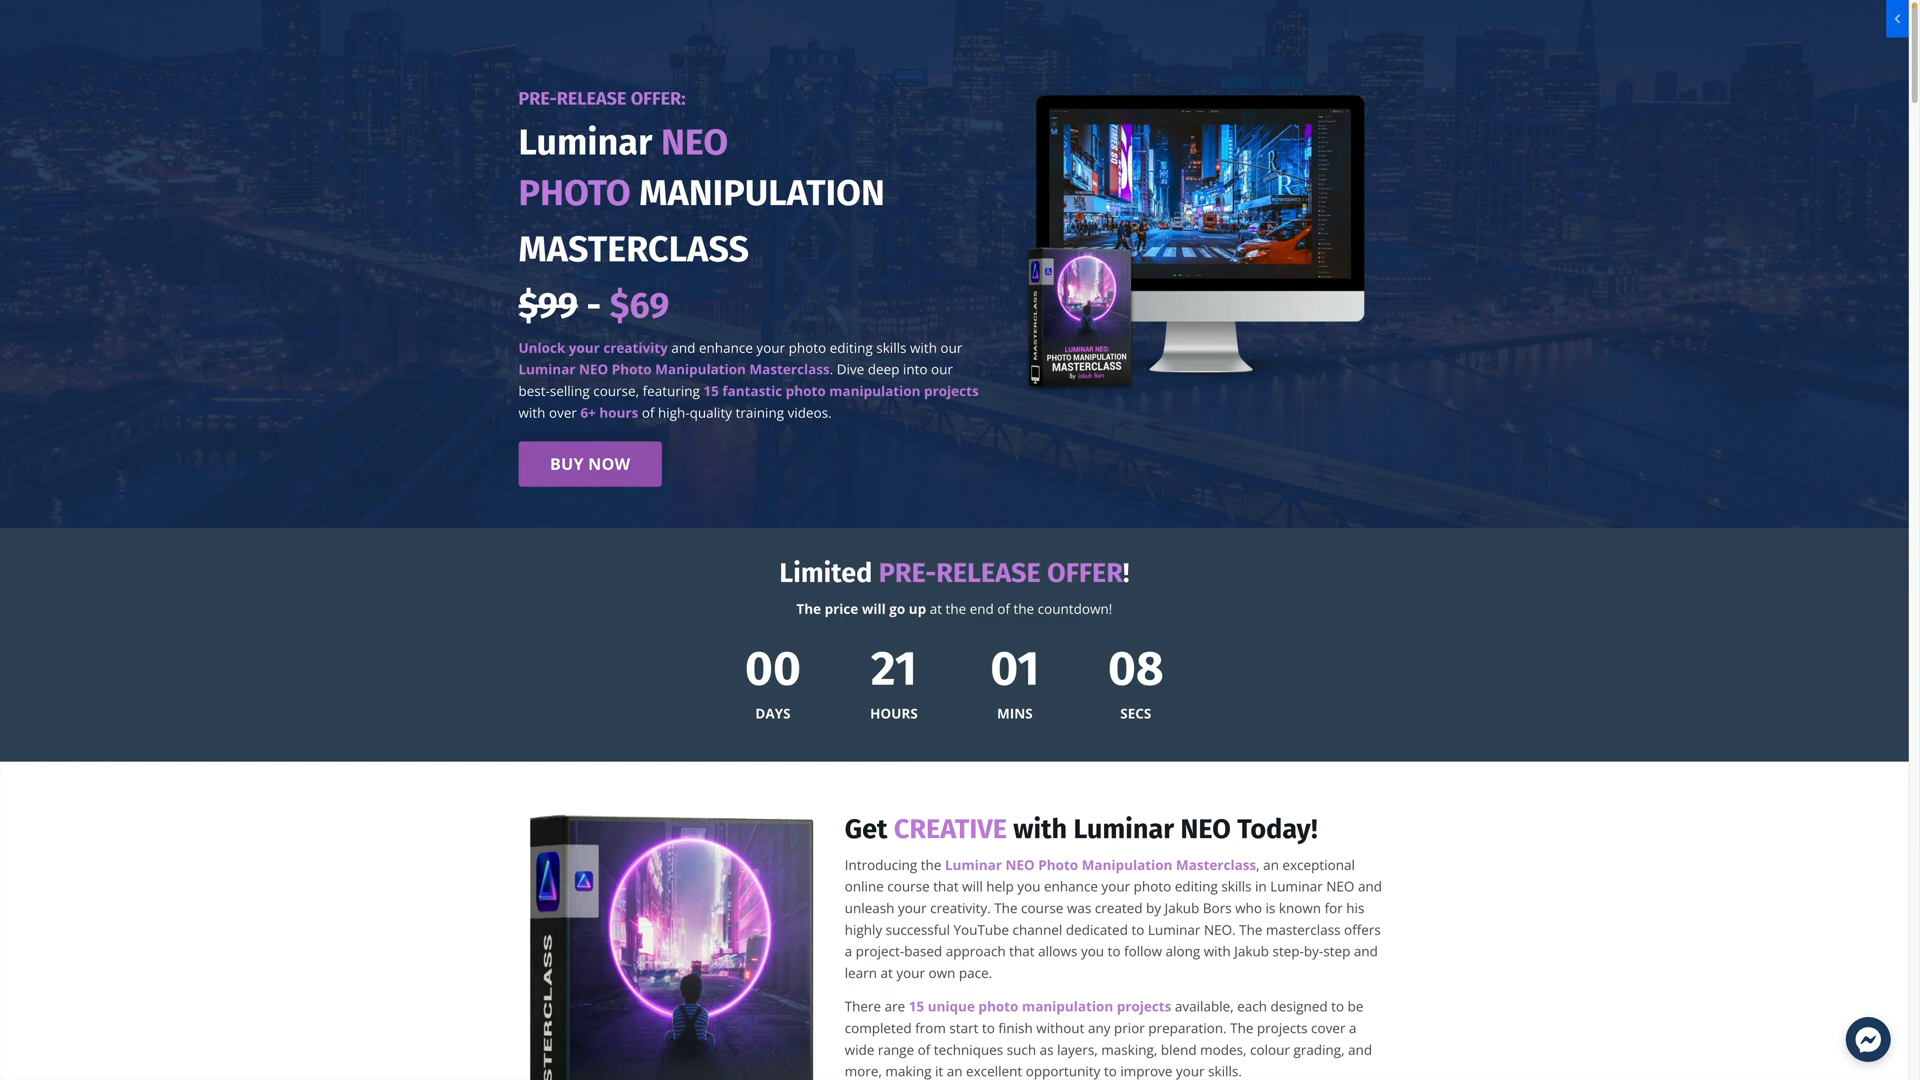 PRE-RELEASE OFFER:
Luminar NEO
PHOTO MANIPULATION
MASTERCLASS
$99 - $69
Unlock your creativity and enhance your photo editing skills with our
Luminar NEO Photo Manipulation Masterclass. Dive deep into our
best-selling course, featuring 15 fantastic photo manipulation projects
with over 6+ hours of high-quality training videos.
BUY NOW
MASTERCLASS
LUMINAR NEO:
PHOTO MANIPULATION
MASTERCLASS
By Jakub Bors
Limited PRE-RELEASE OFFER!
The price will go up at the end of the countdown!
00 21 01 08
DAYS HOURS MINS SECS
STERCLASS
Get CREATIVE with Luminar NEO Today!
Introducing the Luminar NEO Photo Manipulation Masterclass, an exceptional
online course that will help you enhance your photo editing skills in Luminar NEO and
unleash your creativity. The course was created by Jakub Bors who is known for his
highly successful YouTube channel dedicated to Luminar NEO. The masterclass offers
a project-based approach that allows you to follow along with Jakub step-by-step and
learn at your own pace.
There are 15 unique photo manipulation projects available, each designed to be
completed from start to finish without any prior preparation. The projects cover a
wide range of techniques such as layers, masking, blend modes, colour grading, and
more, making it an excellent opportunity to improve your skills.